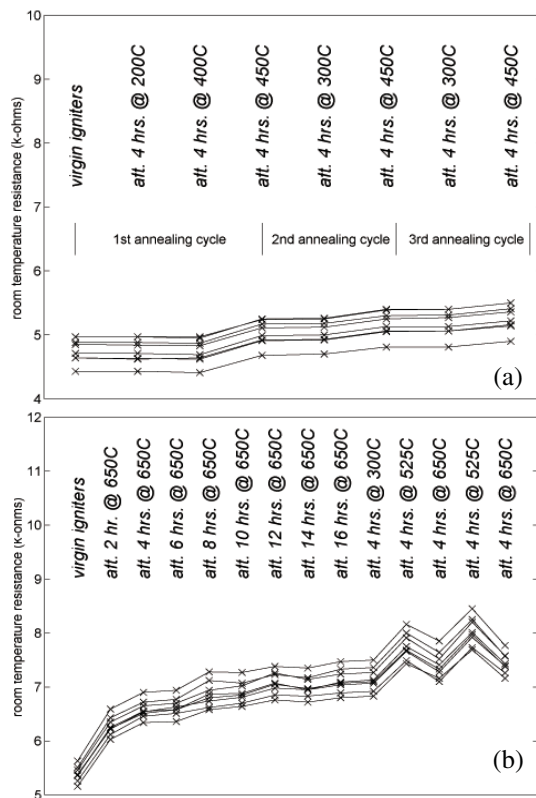 10
9
8
7
6
5
4
room temperature resistance (k-ohms)
virgin igniters
att. 4 hrs. @ 200C
att. 4 hrs. @ 400C
att. 4 hrs. @ 450C
att. 4 hrs. @ 300C
att. 4 hrs. @ 450C
att. 4 hrs. @ 300C
att. 4 hrs. @ 450C
1st annealing cycle
2nd annealing cycle
3rd annealing cycle
(a)
12
11
10
9
8
7
6
5
room temperature resistance (k-ohms)
virgin igniters
att. 2 hr. @ 650C
att. 4 hrs. @ 650C
att. 6 hrs. @ 650C
att. 8 hrs. @ 650C
att. 10 hrs. @ 650C
att. 12 hrs. @ 650C
att. 14 hrs. @ 650C
att. 16 hrs. @ 650C
att. 4 hrs. @ 300C
att. 4 hrs. @ 525C
att. 4 hrs. @ 650C
att. 4 hrs. @ 525C
att. 4 hrs. @ 650C
(b)